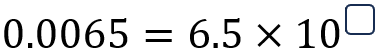 0.0065 = 6.5 × 10^□